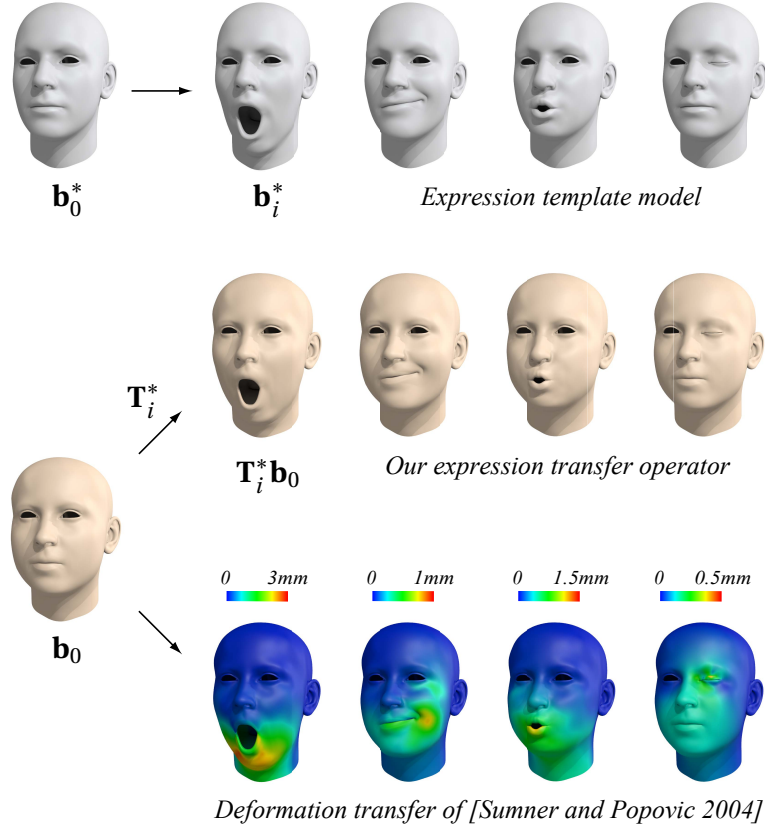 b*0
b*i
Expression template model
T*i
T*i b0
Our expression transfer operator
b0
0 3mm
0 1mm
0 1.5mm
0 0.5mm
Deformation transfer of [Sumner and Popovic 2004]